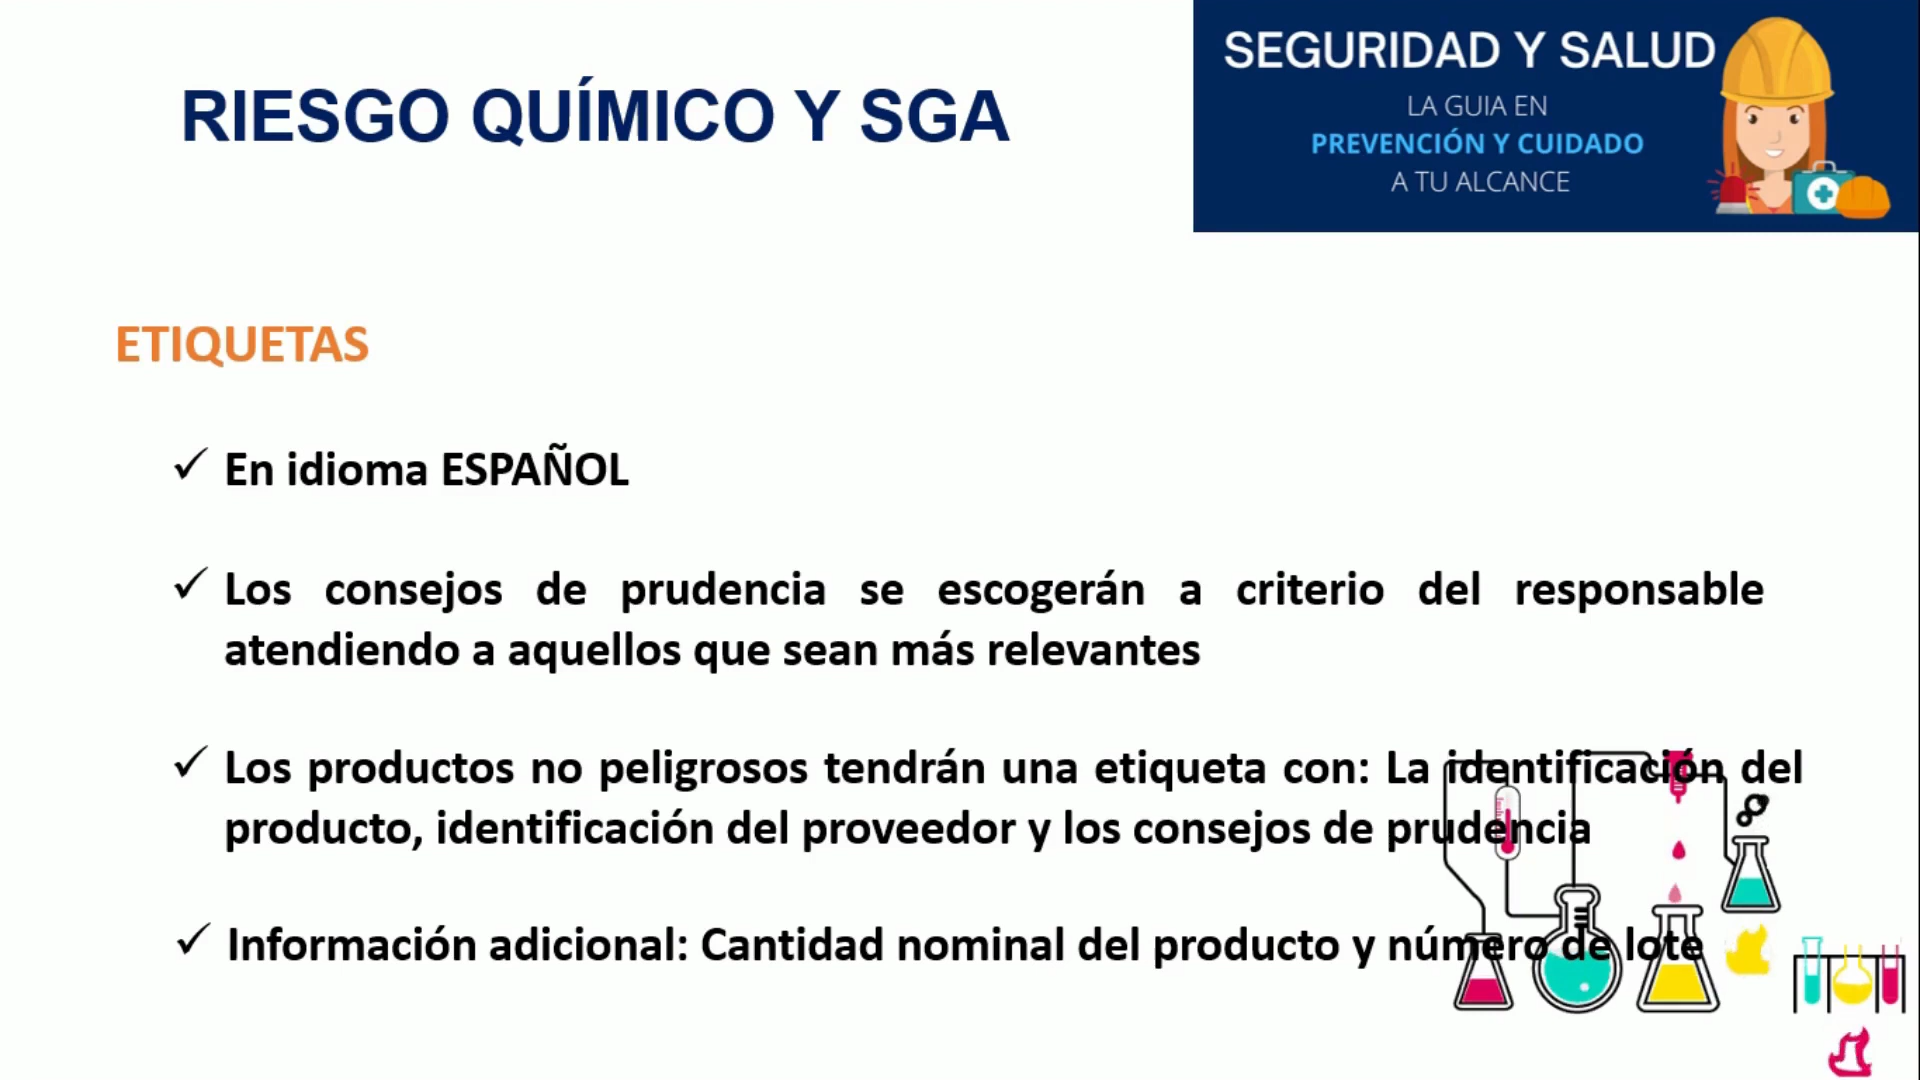 RIESGO QUÍMICO Y SGA
SEGURIDAD Y SALUD
LA GUIA EN
PREVENCIÓN Y CUIDADO
A TU ALCANCE
ETIQUETAS
✓ En idioma ESPAÑOL
✓ Los consejos de prudencia se escogerán a criterio del responsable
atendiendo a aquellos que sean más relevantes
✓ Los productos no peligrosos tendrán una etiqueta con: La identificación del
producto, identificación del proveedor y los consejos de prudencia
✓ Información adicional: Cantidad nominal del producto y número de lote